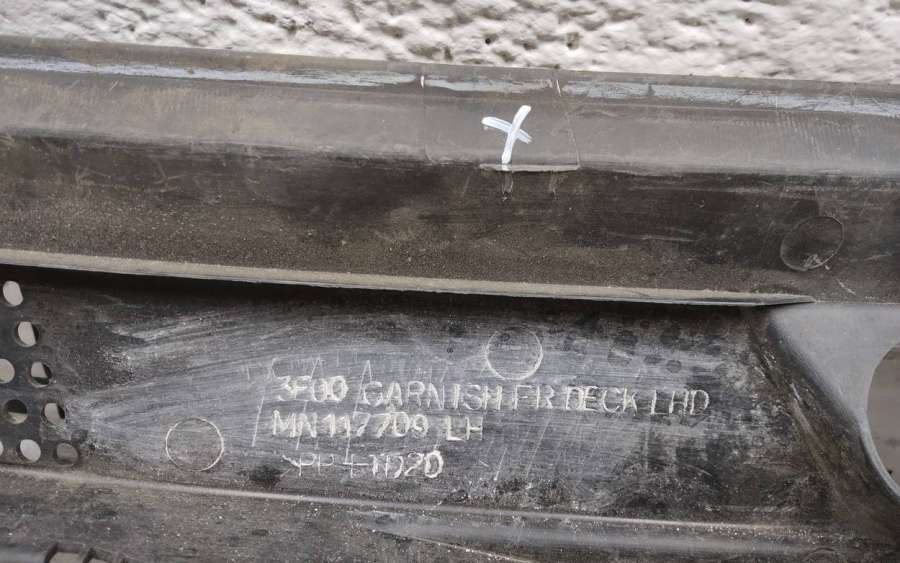 3F00 GARNISH FR DECK LHD
MN117709 LH
>PP+TD20